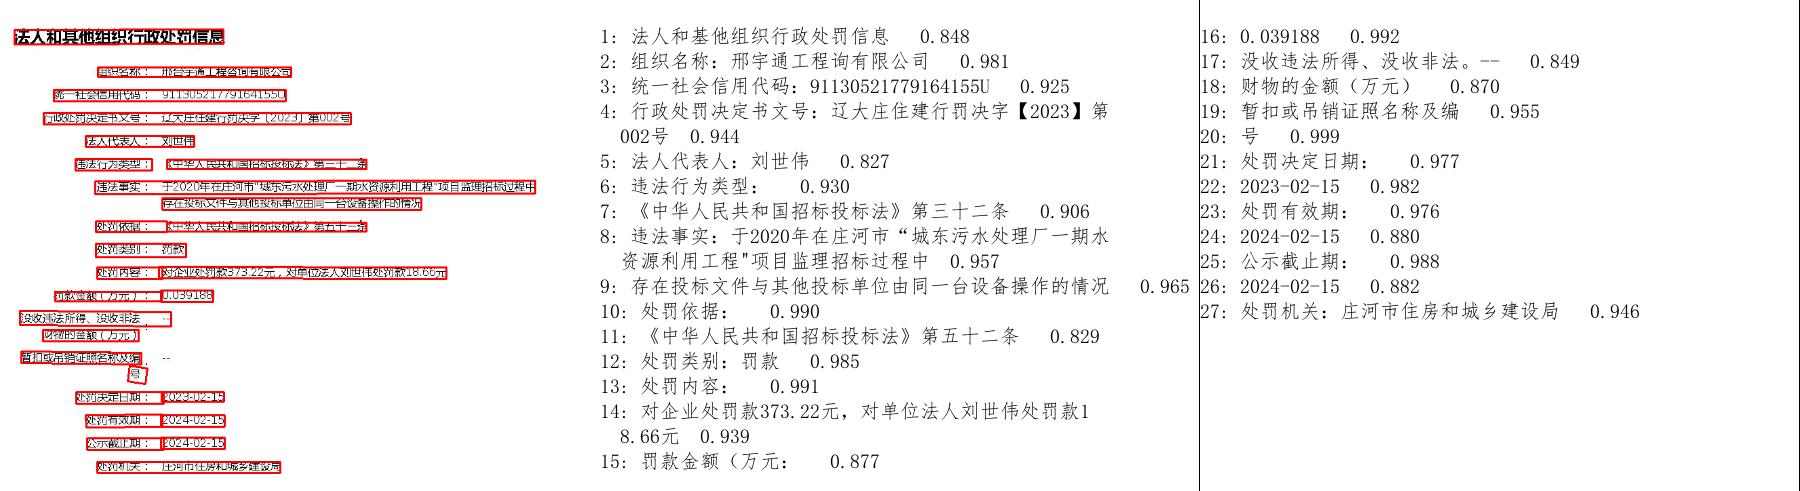 法人和其他组织行政处罚信息
组织名称： 邢台宇通工程咨询有限公司
统一社会信用代码： 91130521779164155U
行政处罚决定书文号： 辽大庄住建行罚决字〔2023〕第002号
法人代表人： 刘世伟
违法行为类型： 《中华人民共和国招标投标法》第三十二条
违法事实： 于2020年在庄河市"城东污水处理厂一期水资源利用工程"项目监理招标过程中
存在投标文件与其他投标单位由同一台设备操作的情况
处罚依据： 《中华人民共和国招标投标法》第五十三条
处罚类别： 罚款
处罚内容： 对企业处罚款373.22元，对单位法人刘世伟处罚款18.66元
罚款金额（万元）： 0.039188
没收违法所得、没收非法 --
财物的金额（万元）：
暂扣或吊销证照名称及编 --
号：
处罚决定日期： 2023-02-15
处罚有效期： 2024-02-15
公示截止期： 2024-02-15
处罚机关： 庄河市住房和城乡建设局
1: 法人和基他组织行政处罚信息 0.848
2: 组织名称：邢宇通工程询有限公司 0.981
3: 统一社会信用代码：91130521779164155U 0.925
4: 行政处罚决定书文号：辽大庄住建行罚决字【2023】第
002号 0.944
5: 法人代表人：刘世伟 0.827
6: 违法行为类型： 0.930
7: 《中华人民共和国招标投标法》第三十二条 0.906
8: 违法事实：于2020年在庄河市“城东污水处理厂一期水
资源利用工程"项目监理招标过程中 0.957
9: 存在投标文件与其他投标单位由同一台设备操作的情况 0.965
10: 处罚依据： 0.990
11: 《中华人民共和国招标投标法》第五十二条 0.829
12: 处罚类别：罚款 0.985
13: 处罚内容： 0.991
14: 对企业处罚款373.22元，对单位法人刘世伟处罚款1
8.66元 0.939
15: 罚款金额（万元： 0.877
16: 0.039188 0.992
17: 没收违法所得、没收非法。-- 0.849
18: 财物的金额（万元） 0.870
19: 暂扣或吊销证照名称及编 0.955
20: 号 0.999
21: 处罚决定日期： 0.977
22: 2023-02-15 0.982
23: 处罚有效期： 0.976
24: 2024-02-15 0.880
25: 公示截止期： 0.988
26: 2024-02-15 0.882
27: 处罚机关：庄河市住房和城乡建设局 0.946